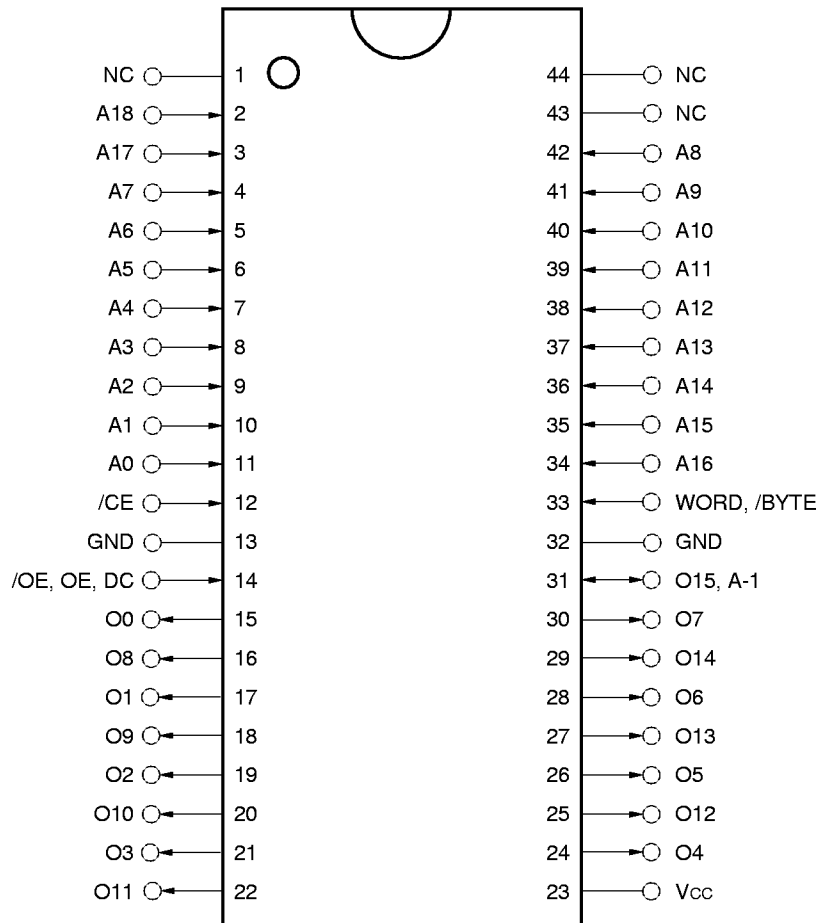 NC 1 44 NC
A18 2 43 NC
A17 3 42 A8
A7 4 41 A9
A6 5 40 A10
A5 6 39 A11
A4 7 38 A12
A3 8 37 A13
A2 9 36 A14
A1 10 35 A15
A0 11 34 A16
/CE 12 33 WORD, /BYTE
GND 13 32 GND
/OE, OE, DC 14 31 O15, A-1
O0 15 30 O7
O8 16 29 O14
O1 17 28 O6
O9 18 27 O13
O2 19 26 O5
O10 20 25 O12
O3 21 24 O4
O11 22 23 VCC